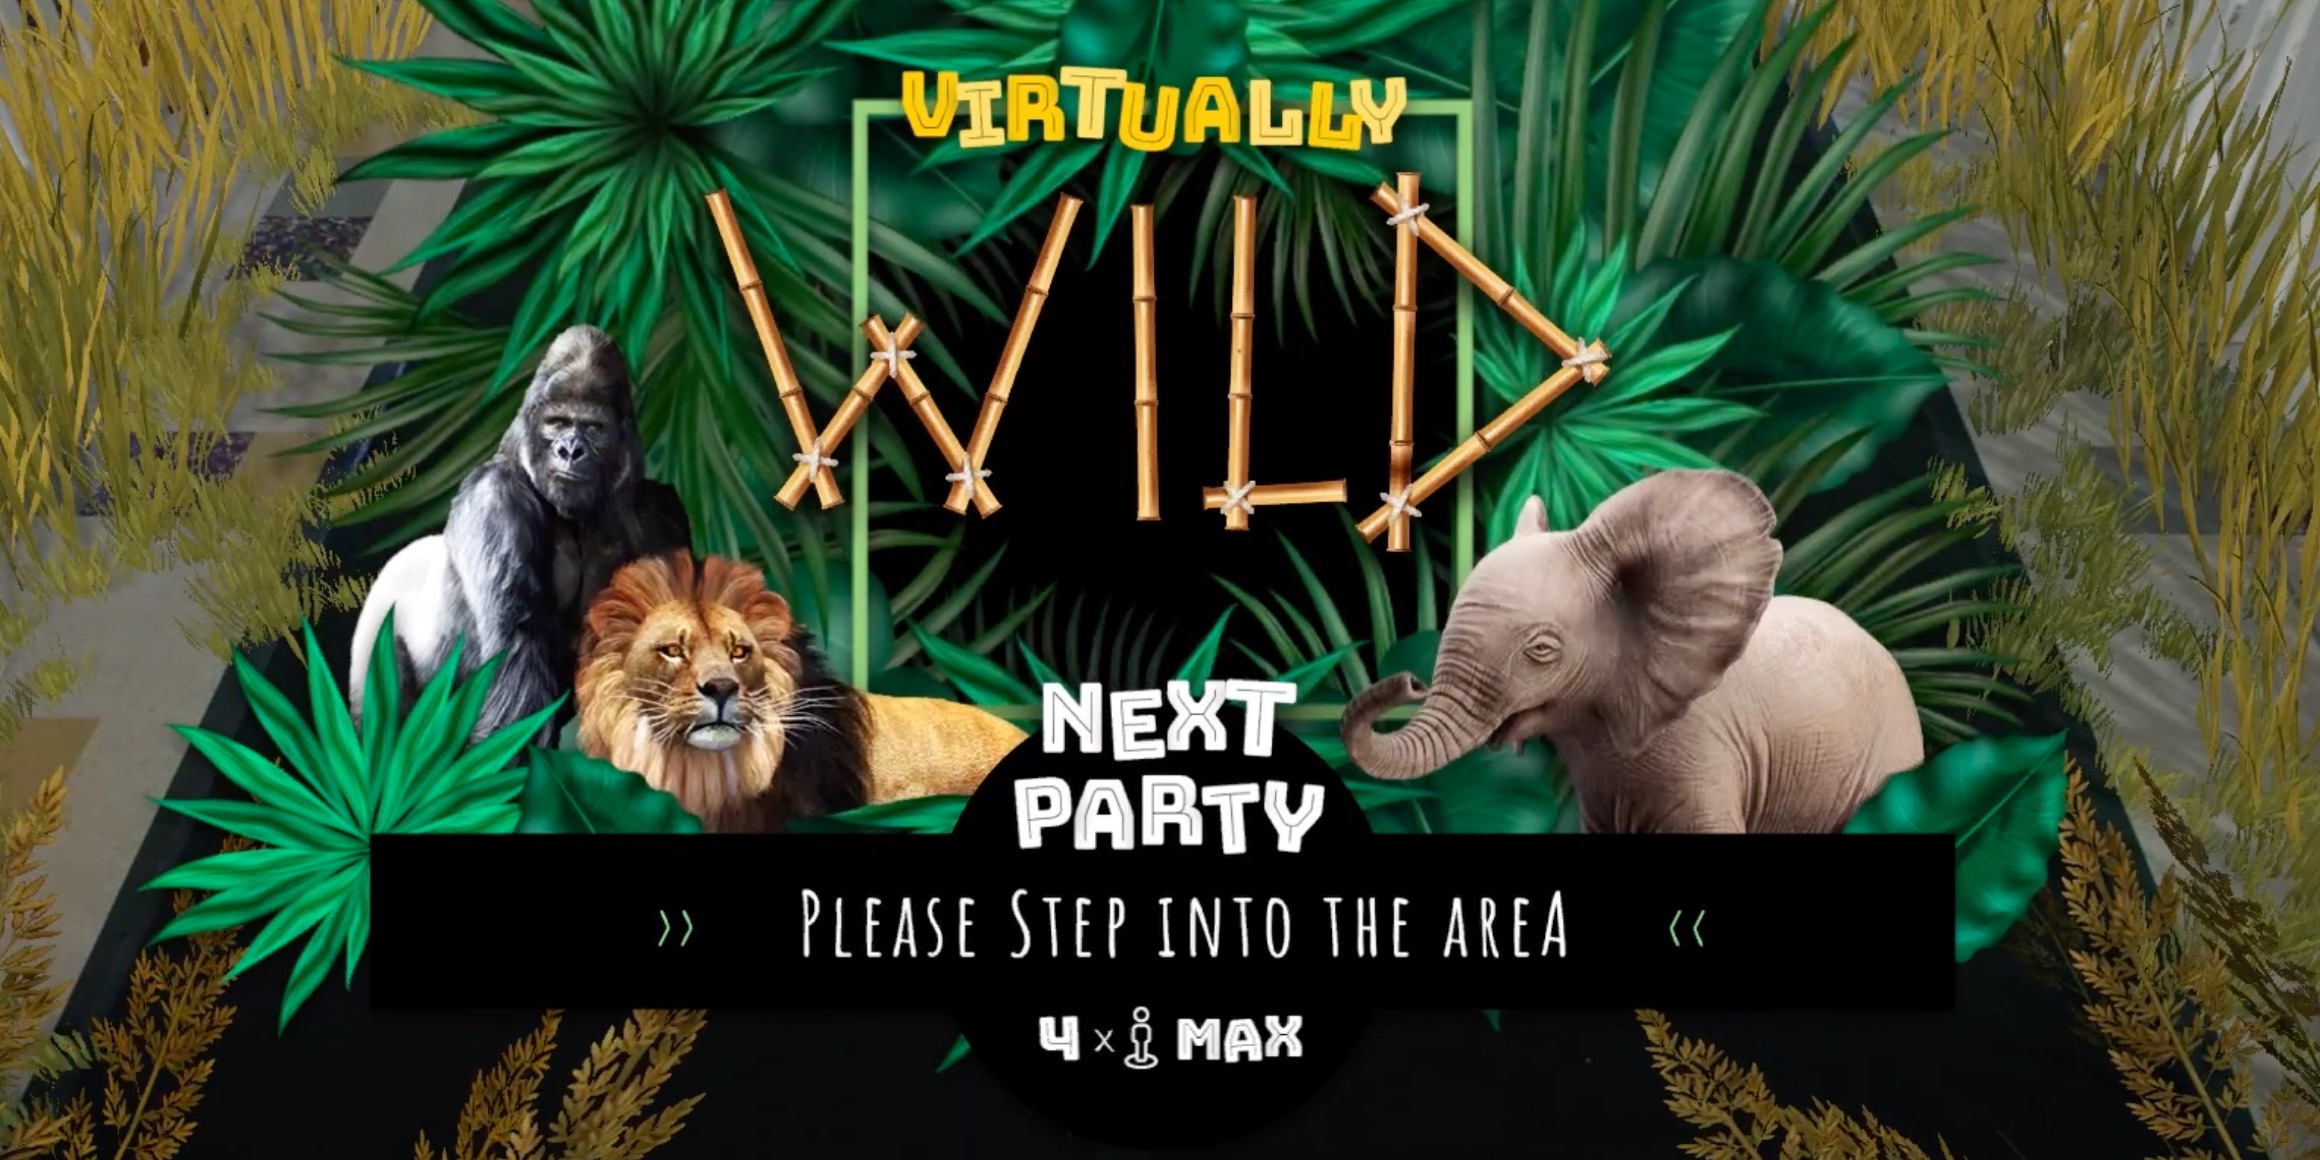 VIRTUALLY
WILD
NEXT
PARTY
>> PLEASE STEP INTO THE AREA <<
4 x MAX